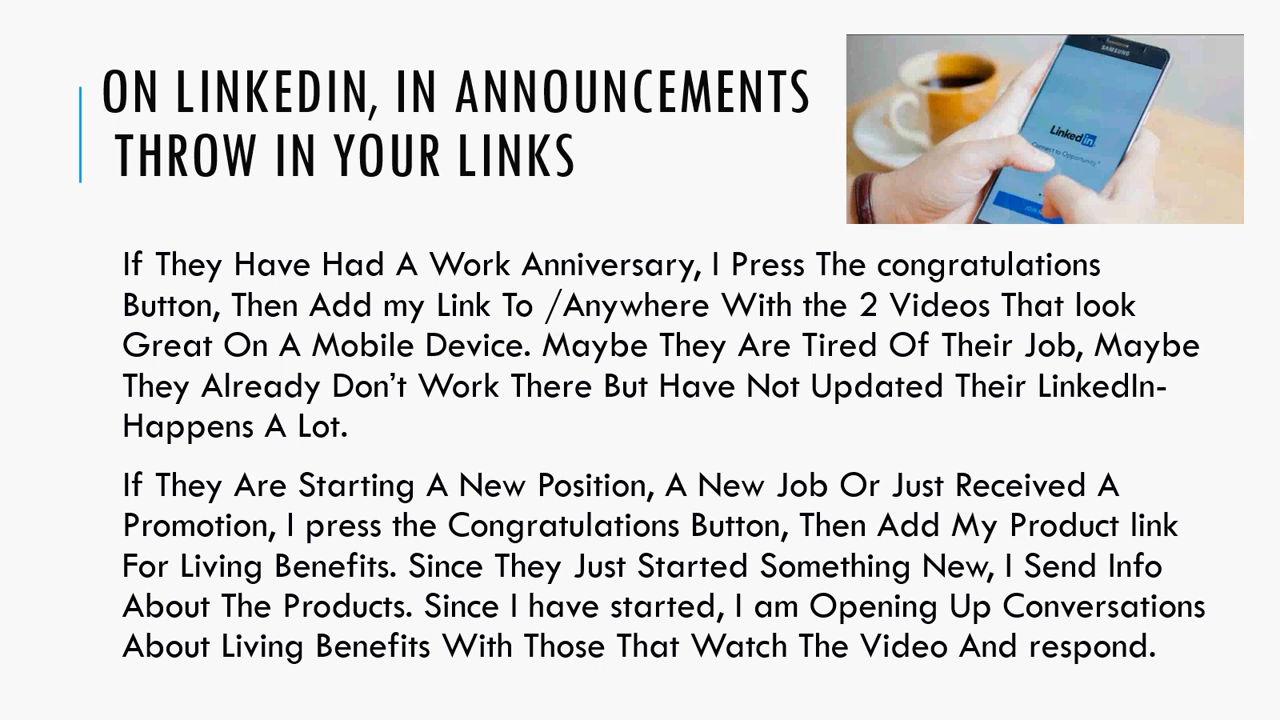 ON LINKEDIN, IN ANNOUNCEMENTS
THROW IN YOUR LINKS
SAMSUNG
Linked in
Connect to Opportunity
If They Have Had A Work Anniversary, I Press The congratulations
Button, Then Add my Link To /Anywhere With the 2 Videos That look
Great On A Mobile Device. Maybe They Are Tired Of Their Job, Maybe
They Already Don’t Work There But Have Not Updated Their LinkedIn-
Happens A Lot.
If They Are Starting A New Position, A New Job Or Just Received A
Promotion, I press the Congratulations Button, Then Add My Product link
For Living Benefits. Since They Just Started Something New, I Send Info
About The Products. Since I have started, I am Opening Up Conversations
About Living Benefits With Those That Watch The Video And respond.